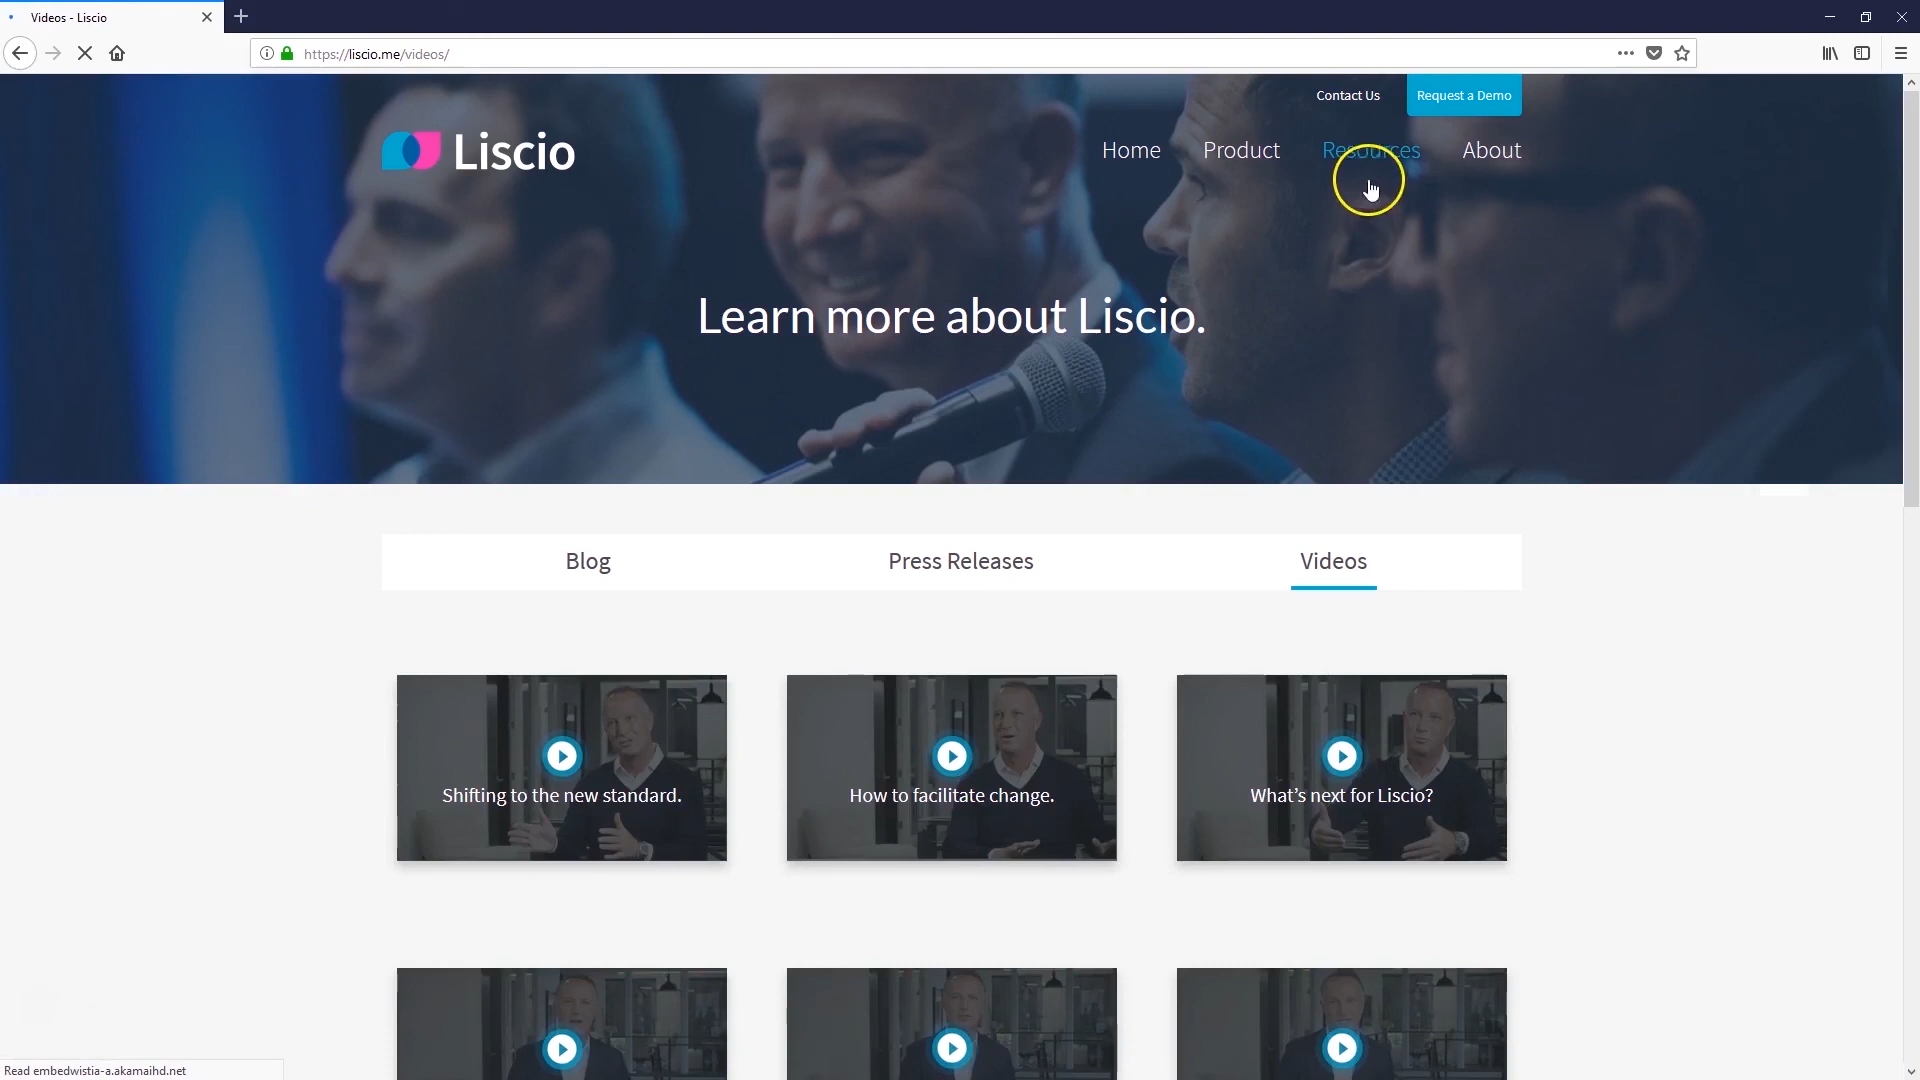 Videos - Liscio
https://liscio.me/videos/
Contact Us
Request a Demo
Liscio
Home
Product
Resources
About
Learn more about Liscio.
Blog
Press Releases
Videos
Shifting to the new standard.
How to facilitate change.
What's next for Liscio?
Read embedwistia-a.akamaihd.net